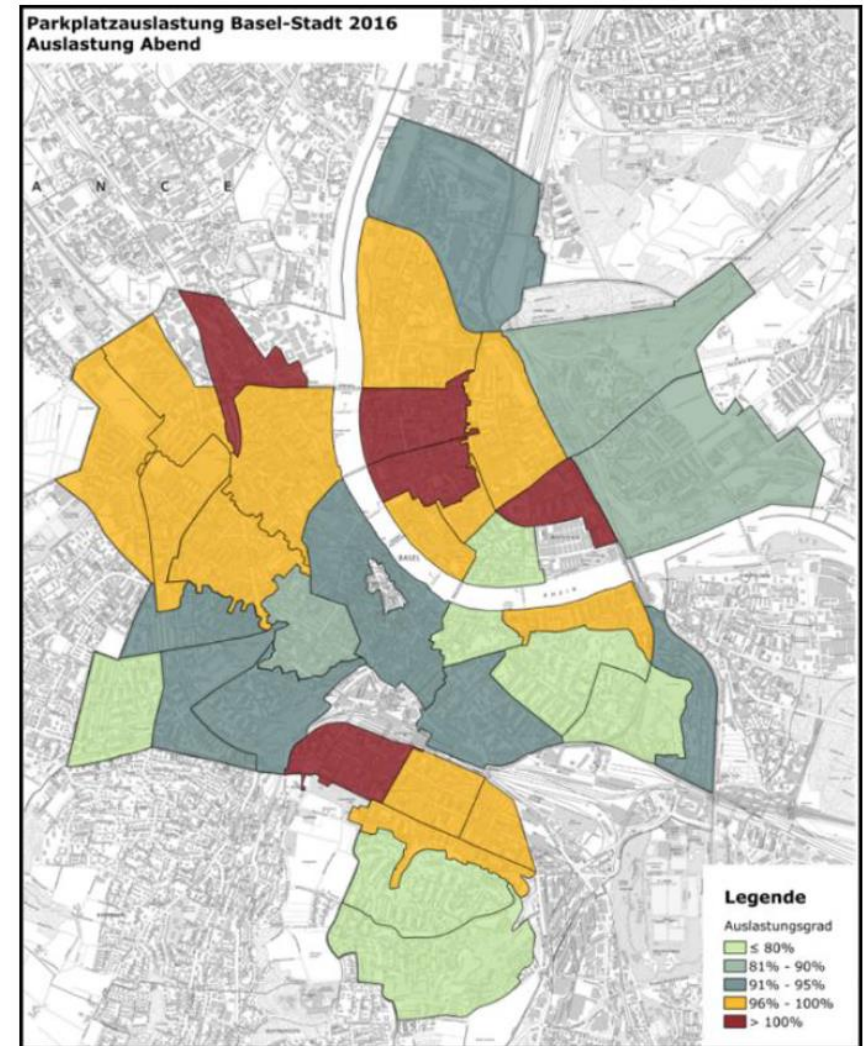 Parkplatzauslastung Basel-Stadt 2016
Auslastung Abend
A N C E
BASEL
RHEIN
Legende
Auslastungsgrad
≤ 80%
81% - 90%
91% - 95%
96% - 100%
> 100%